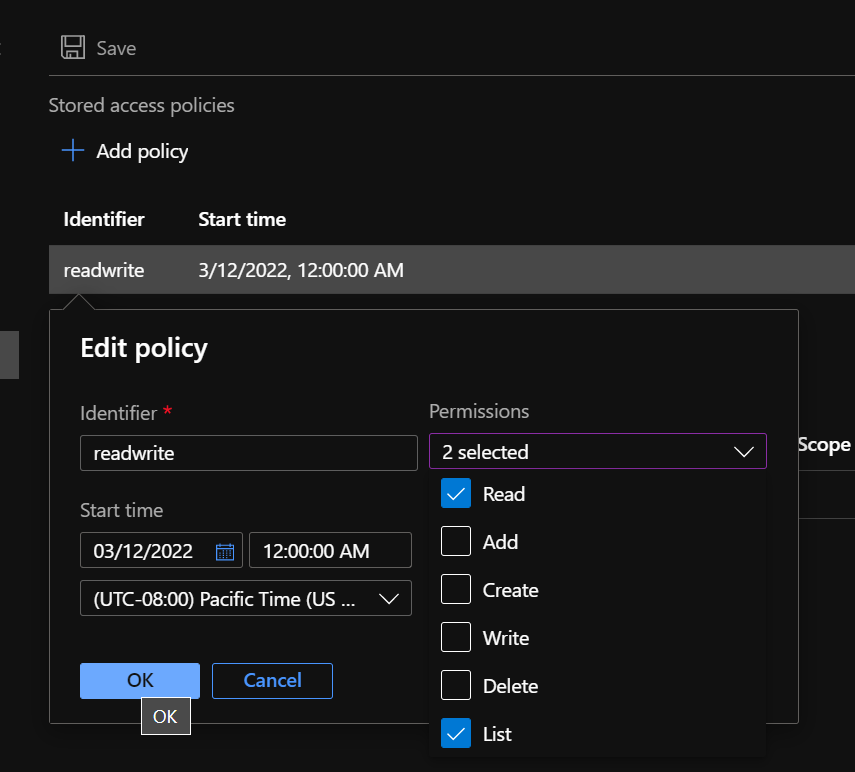 Save
Stored access policies
Add policy
Identifier Start time
readwrite 3/12/2022, 12:00:00 AM
Edit policy
Identifier *
readwrite
Permissions
2 selected
Scope
Read
Add
Create
Write
Delete
List
Start time
03/12/2022 12:00:00 AM
(UTC-08:00) Pacific Time (US ...
OK Cancel
OK